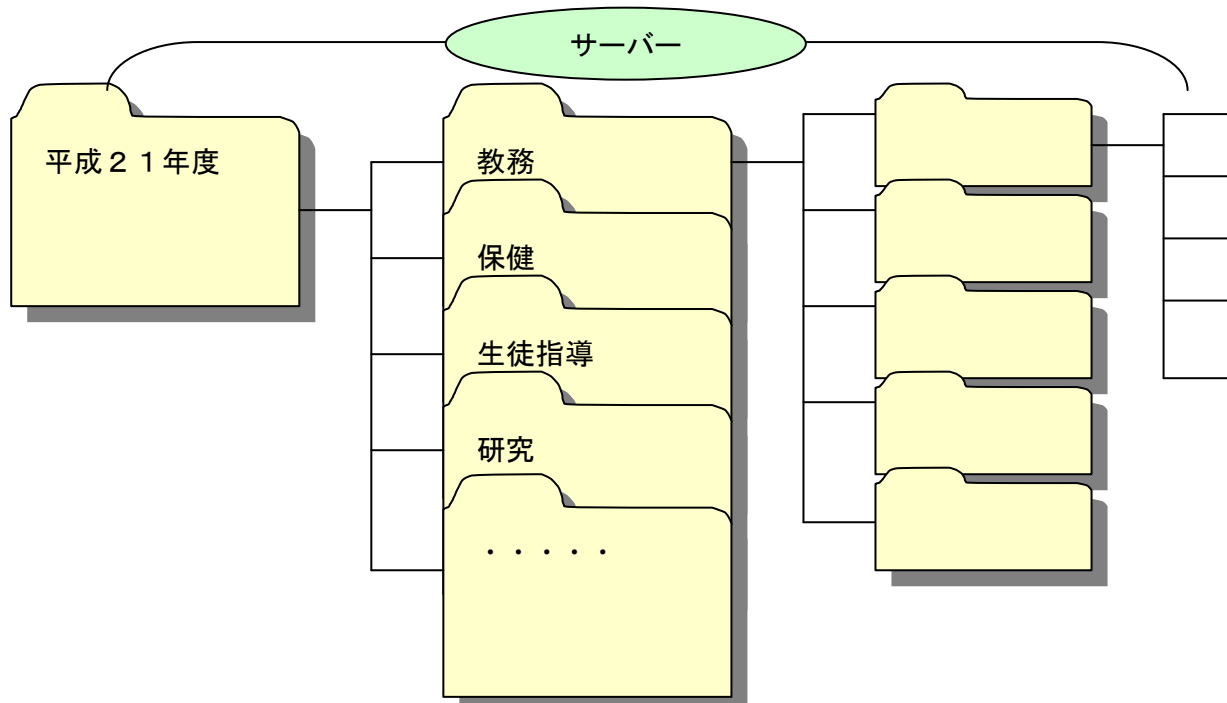 サーバー
平成２１年度
教務
保健
生徒指導
研究
・・・・・